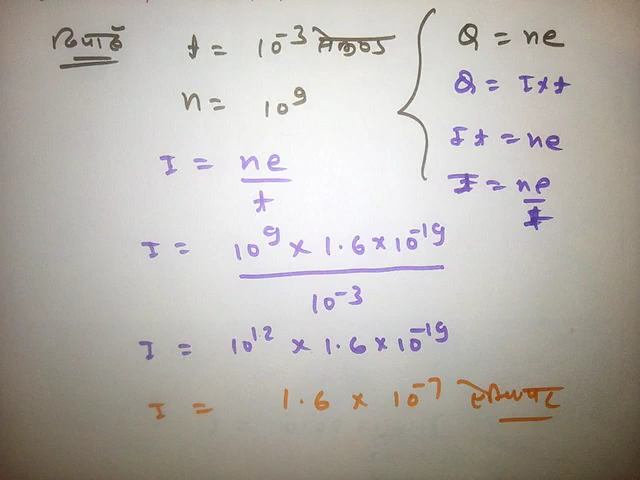 दिया है t = 10⁻³ सेकण्ड
n = 10⁹
I = ne/t
I = 10⁹ × 1.6 × 10⁻¹⁹ / 10⁻³
I = 10¹² × 1.6 × 10⁻¹⁹
I = 1.6 × 10⁻⁷ ऐम्पियर
Q = ne
Q = I×t
It = ne
I = ne/t